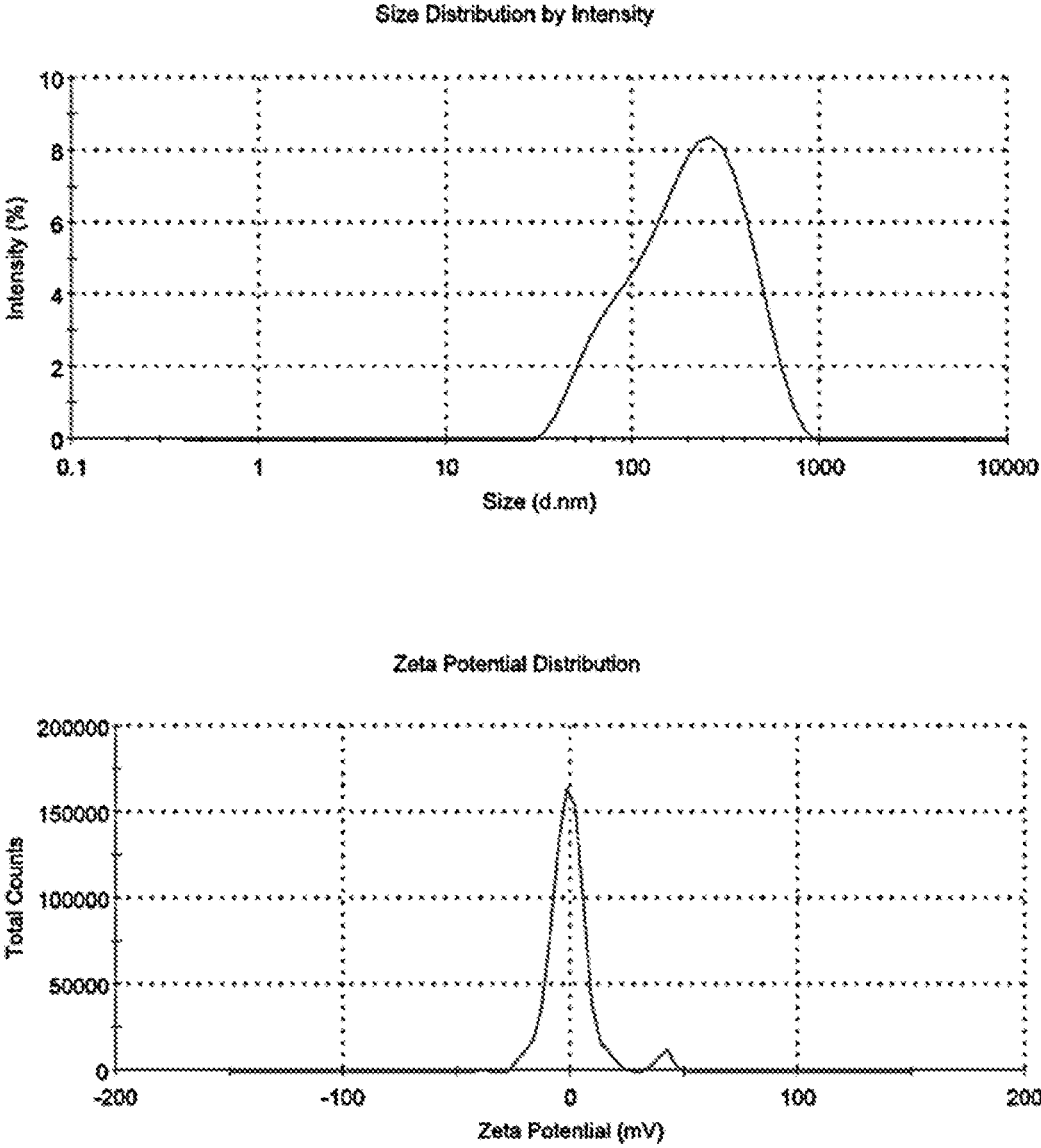 Size Distribution by Intensity
10
8
6
4
2
0
Intensity (%)
0.1 1 10 100 1000 10000
Size (d.nm)
Zeta Potential Distribution
200000
150000
100000
50000
0
Total Counts
-200 -100 0 100 200
Zeta Potential (mV)